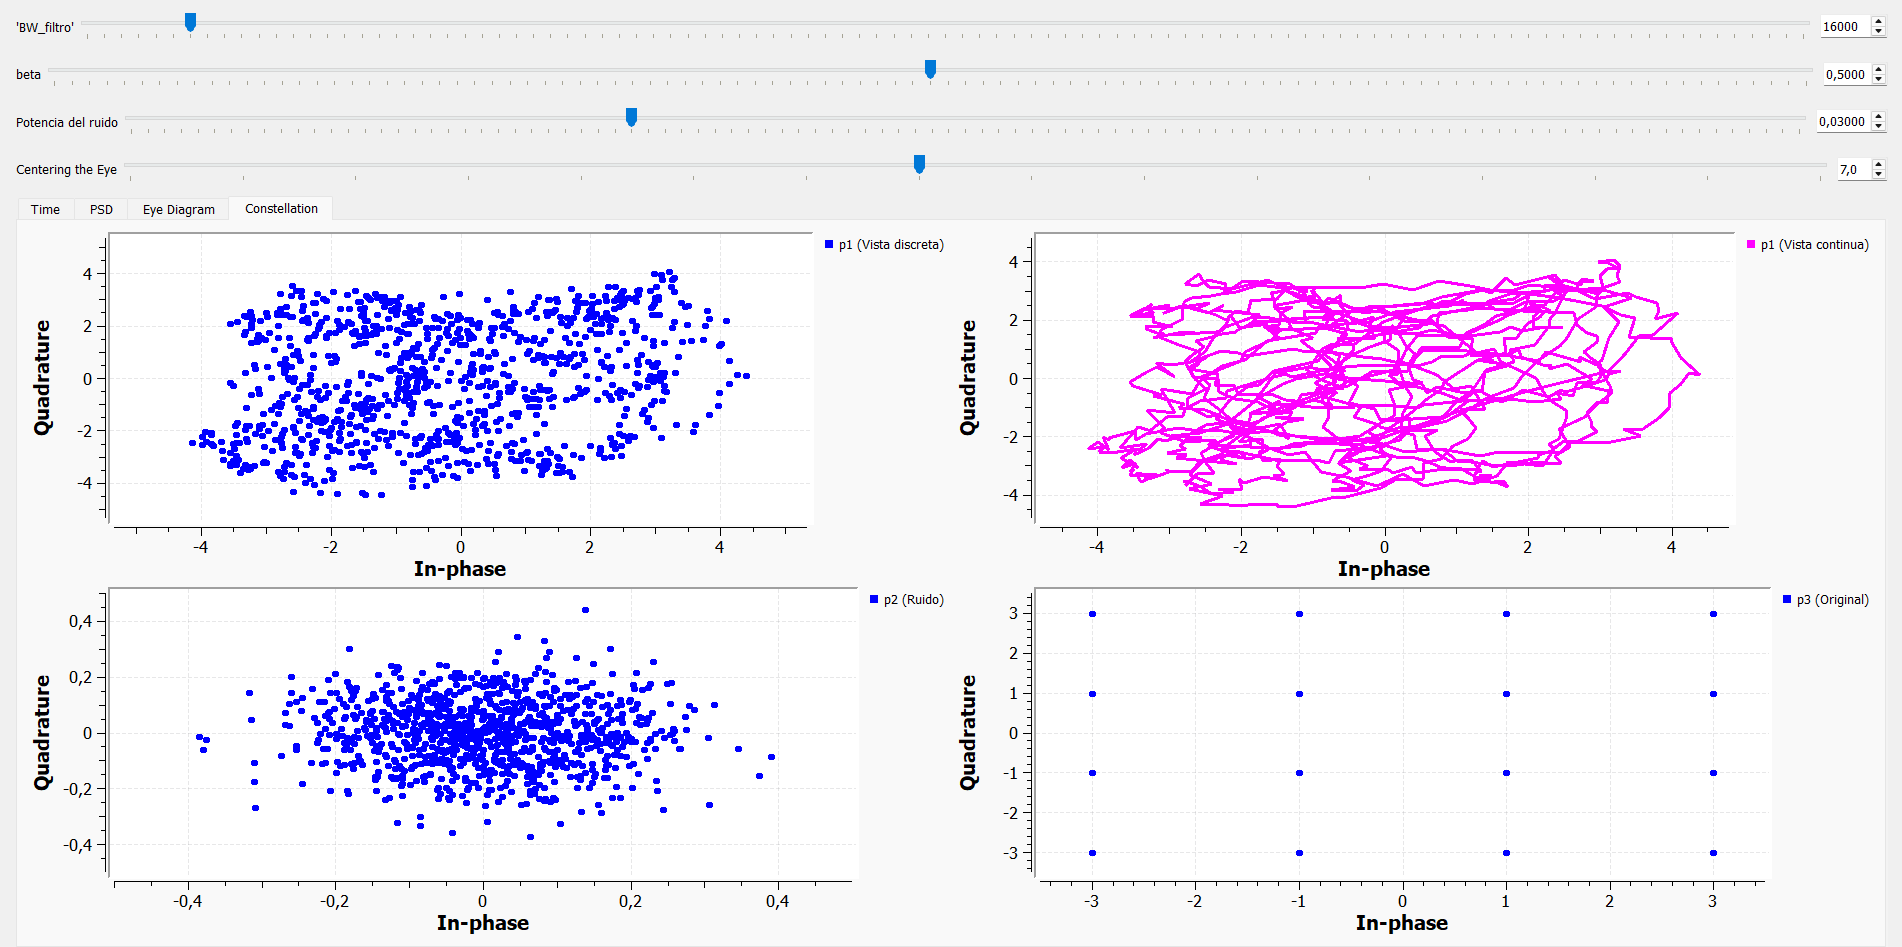 'BW_filtro' 16000
beta 0,5000
Potencia del ruido 0,03000
Centering the Eye 7,0
Time PSD Eye Diagram Constellation
p1 (Vista discreta)
4
2
0
-2
-4
Quadrature
-4 -2 0 2 4
In-phase
p1 (Vista continua)
4
2
0
-2
-4
Quadrature
-4 -2 0 2 4
In-phase
p2 (Ruido)
0,4
0,2
0
-0,2
-0,4
Quadrature
-0,4 -0,2 0 0,2 0,4
In-phase
p3 (Original)
3
2
1
0
-1
-2
-3
Quadrature
-3 -2 -1 0 1 2 3
In-phase